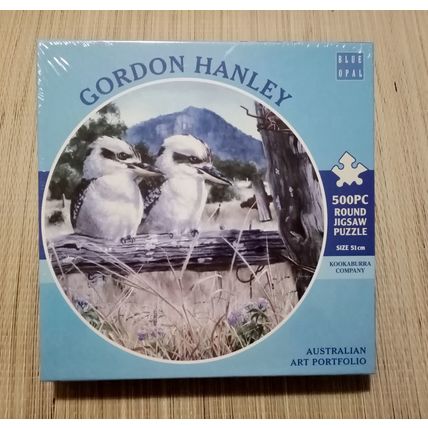 GORDON HANLEY
BLUE
OPAL
500PC
ROUND
JIGSAW
PUZZLE
SIZE 51cm
KOOKABURRA
COMPANY
AUSTRALIAN
ART PORTFOLIO